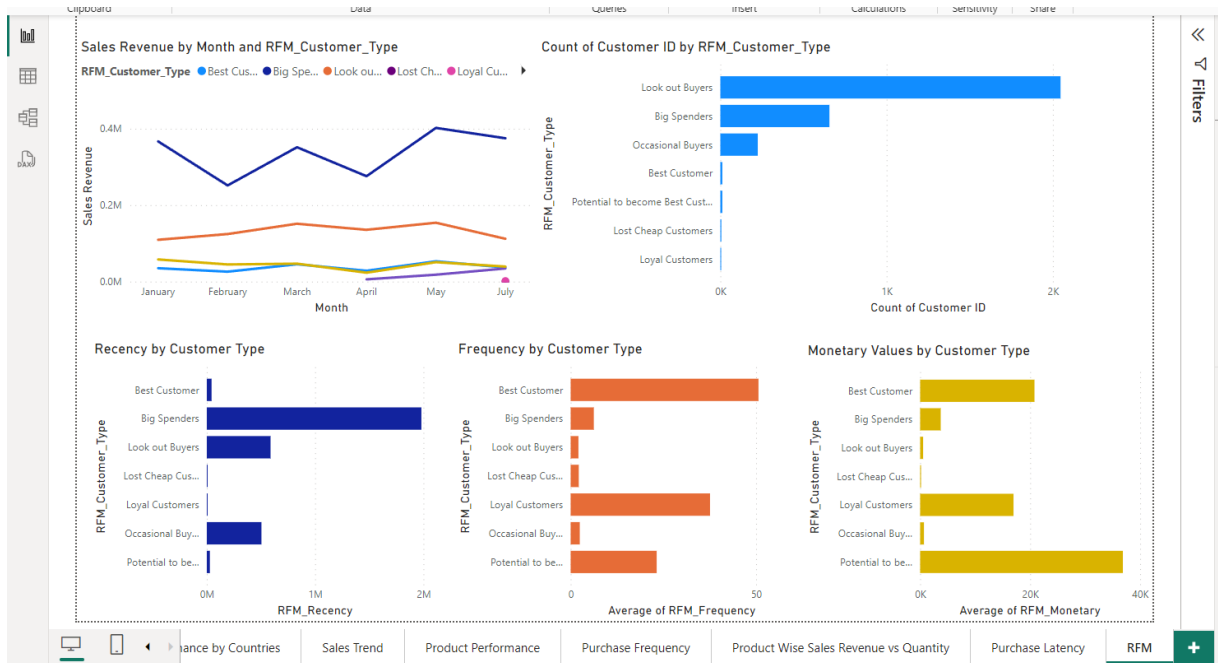 Clipboard Data Queries Insert Calculations Sensitivity Share
Sales Revenue by Month and RFM_Customer_Type
RFM_Customer_Type Best Cus... Big Spe... Look ou... Lost Ch... Loyal Cu...
Sales Revenue
0.4M
0.2M
0.0M
January February March April May July
Month
Count of Customer ID by RFM_Customer_Type
RFM_Customer_Type
Look out Buyers
Big Spenders
Occasional Buyers
Best Customer
Potential to become Best Cust...
Lost Cheap Customers
Loyal Customers
0K 1K 2K
Count of Customer ID
Recency by Customer Type
RFM_Customer_Type
Best Customer
Big Spenders
Look out Buyers
Lost Cheap Cus...
Loyal Customers
Occasional Buy...
Potential to be...
0M 1M 2M
RFM_Recency
Frequency by Customer Type
RFM_Customer_Type
Best Customer
Big Spenders
Look out Buyers
Lost Cheap Cus...
Loyal Customers
Occasional Buy...
Potential to be...
0 50
Average of RFM_Frequency
Monetary Values by Customer Type
RFM_Customer_Type
Best Customer
Big Spenders
Look out Buyers
Lost Cheap Cus...
Loyal Customers
Occasional Buy...
Potential to be...
0K 20K 40K
Average of RFM_Monetary
Filters
DAX
ance by Countries Sales Trend Product Performance Purchase Frequency Product Wise Sales Revenue vs Quantity Purchase Latency RFM +